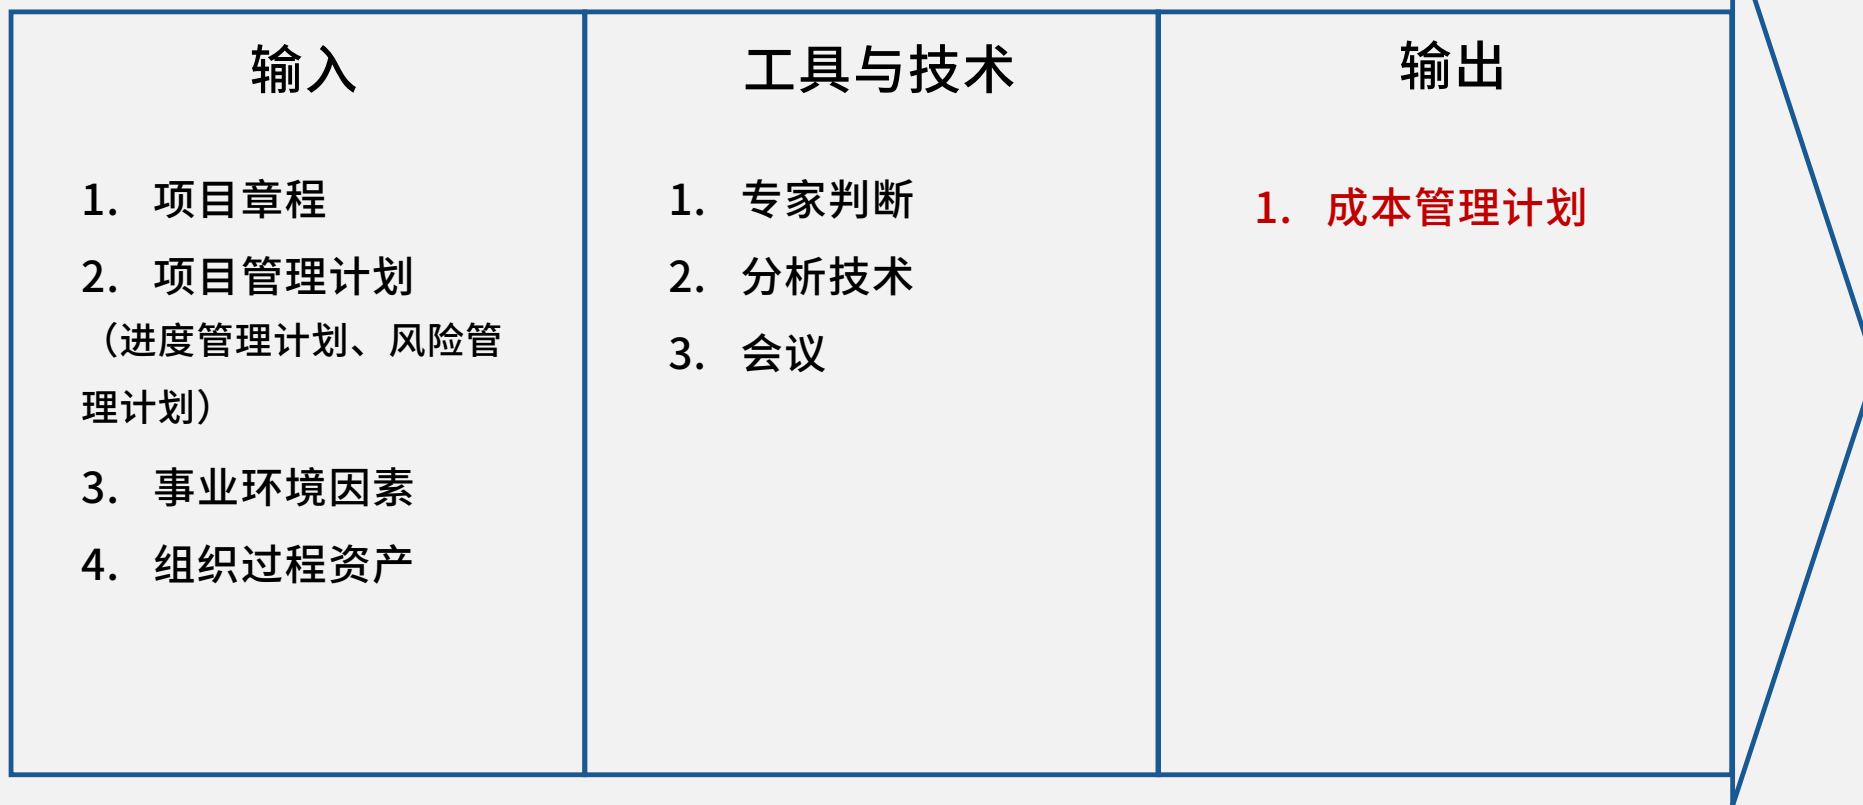 输入
1. 项目章程
2. 项目管理计划
（进度管理计划、风险管
理计划）
3. 事业环境因素
4. 组织过程资产
工具与技术
1. 专家判断
2. 分析技术
3. 会议
输出
1. 成本管理计划